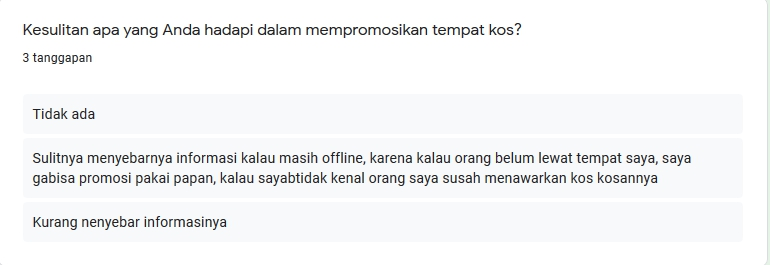 Kesulitan apa yang Anda hadapi dalam mempromosikan tempat kos?
3 tanggapan
Tidak ada
Sulitnya menyebarnya informasi kalau masih offline, karena kalau orang belum lewat tempat saya, saya
gabisa promosi pakai papan, kalau sayabtidak kenal orang saya susah menawarkan kos kosannya
Kurang nenyebar informasinya